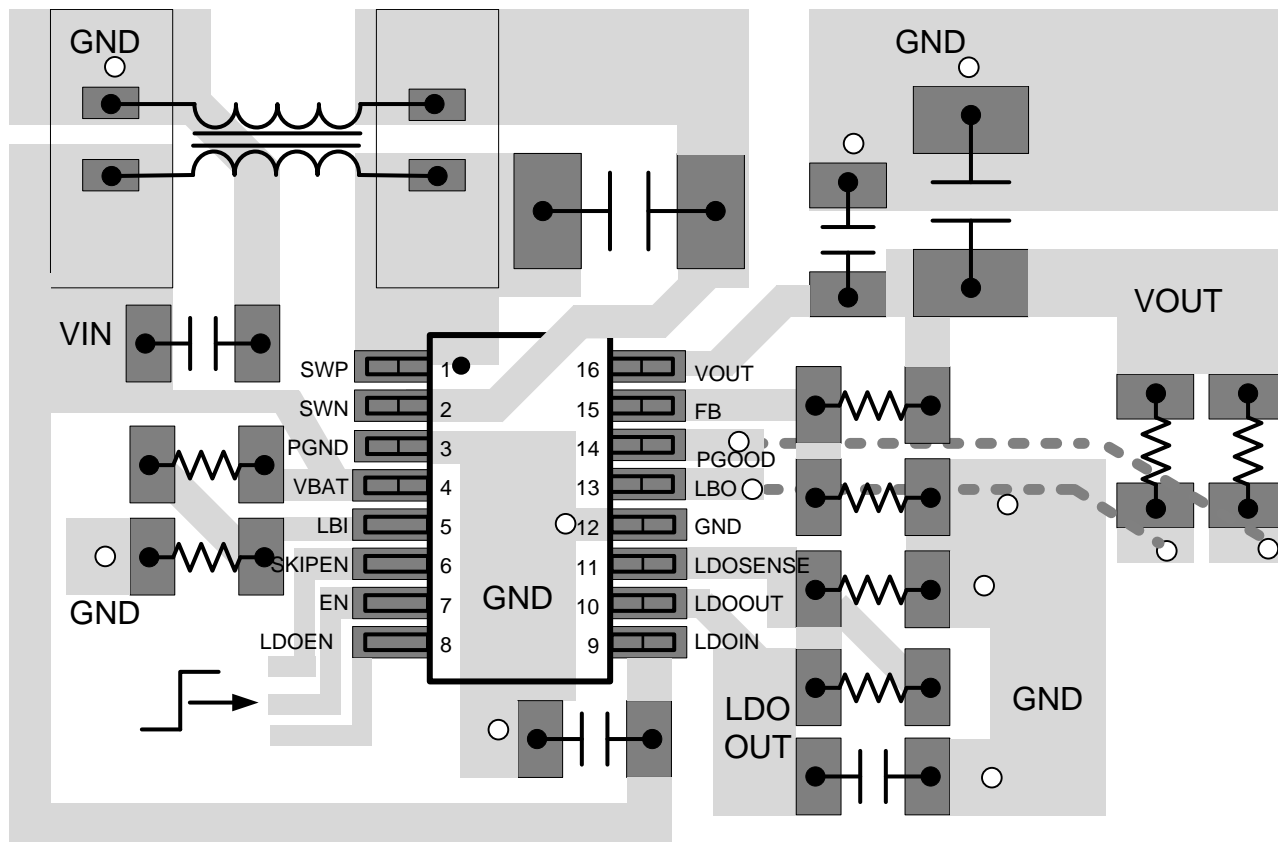 GND
GND
VIN
VOUT
SWP
1
16
VOUT
SWN
2
15
FB
PGND
3
14
PGOOD
VBAT
4
13
LBO
LBI
5
12
GND
SKIPEN
6
11
LDOSENSE
EN
7
10
LDOOUT
LDOEN
8
9
LDOIN
GND
GND
LDO
OUT
GND